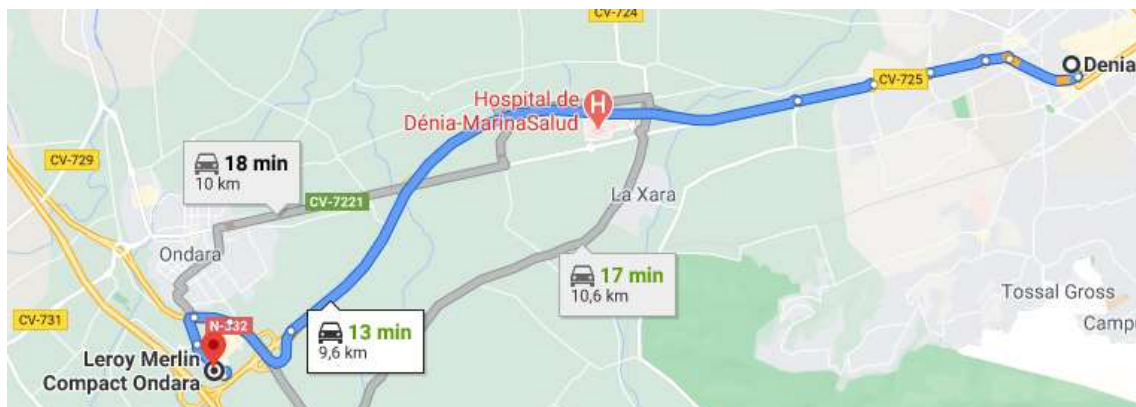 CV-724
Denia
CV-725
Hospital de
Dénia-MarinaSalud
H
CV-729
18 min
10 km
CV-7221
La Xara
Ondara
17 min
10,6 km
Tossal Gross
Camp
CV-731
N-332
13 min
9,6 km
Leroy Merlin
Compact Ondara